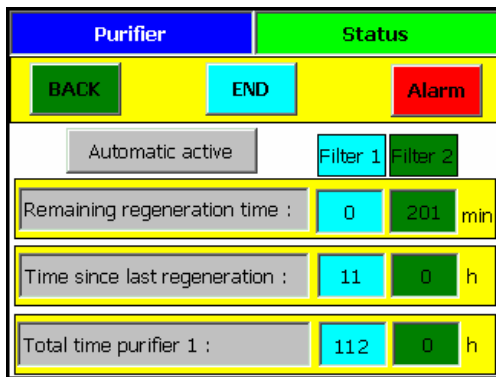 Purifier Status
BACK END Alarm
Automatic active Filter 1 Filter 2
Remaining regeneration time : 0 201 min
Time since last regeneration : 11 0 h
Total time purifier 1 : 112 0 h